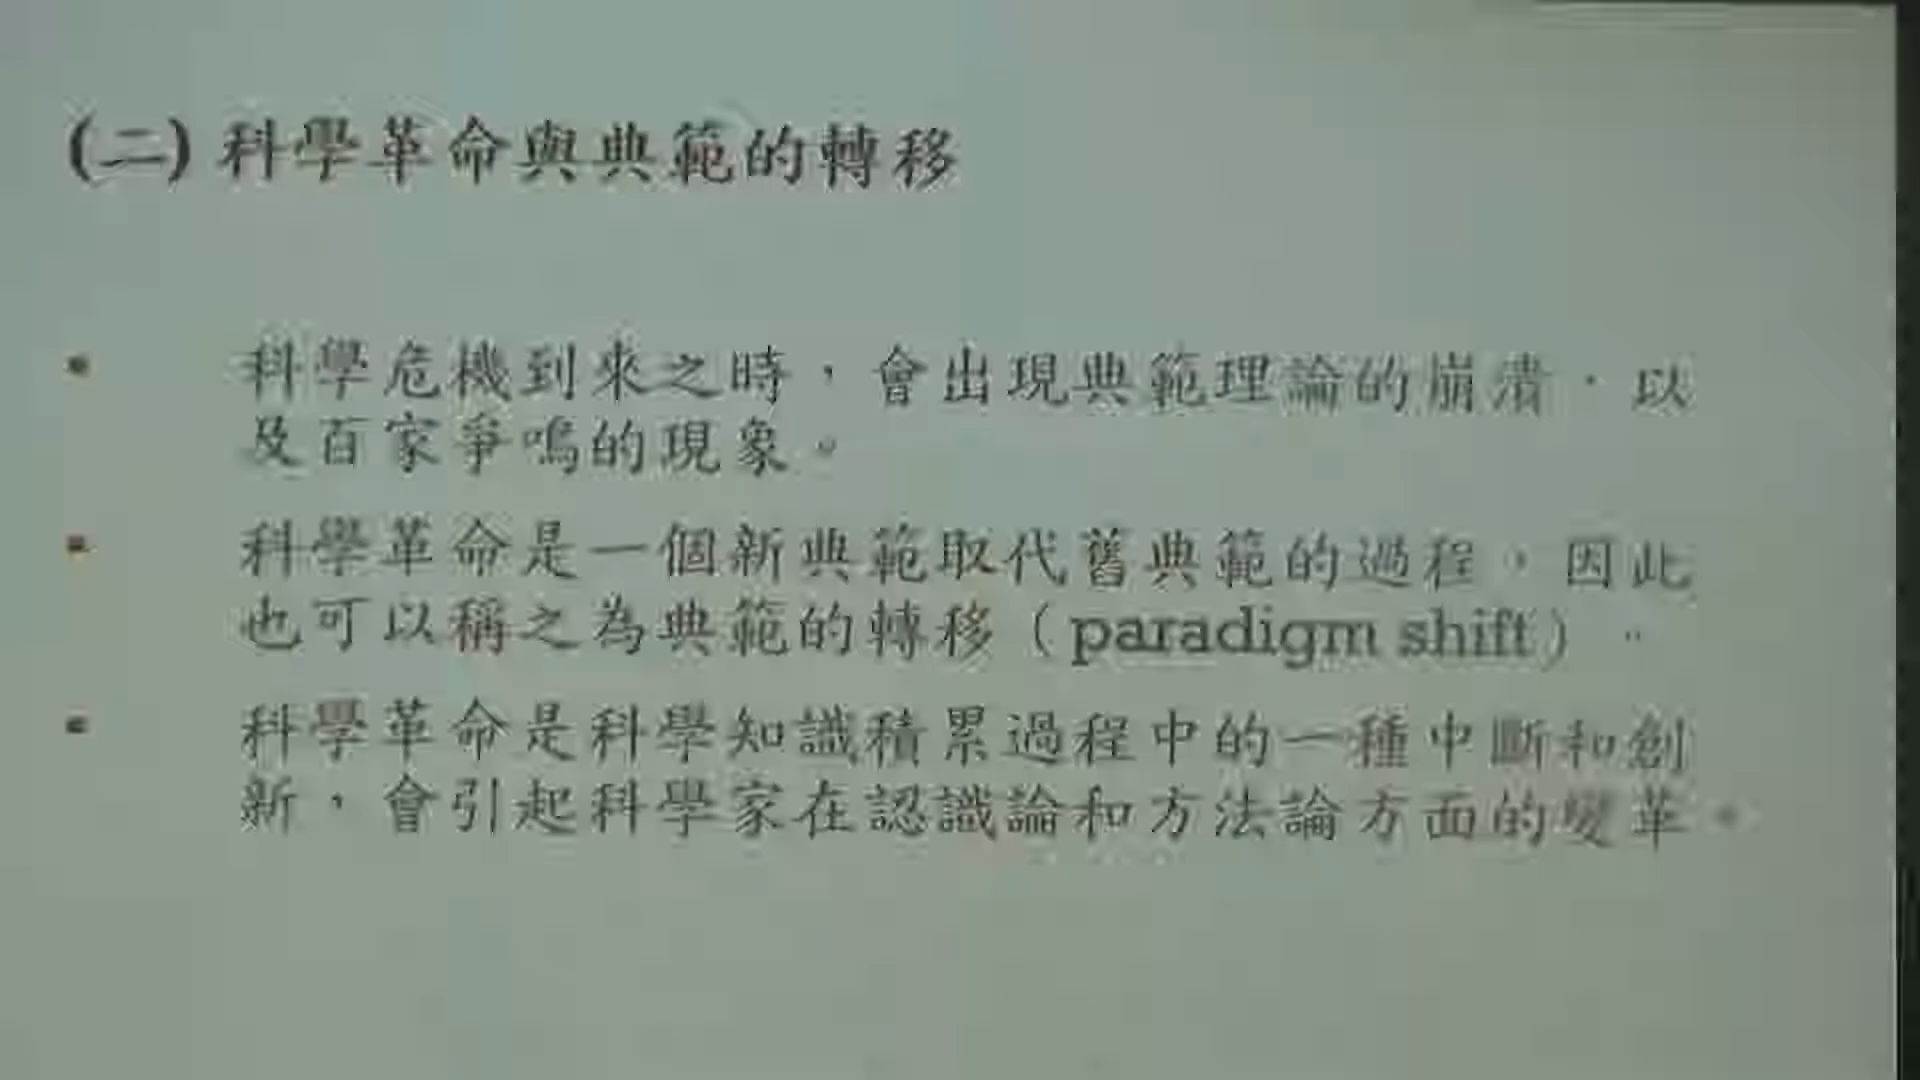 (二) 科學革命與典範的轉移
科學危機到來之時，會出現典範理論的崩潰，以
及百家爭鳴的現象。
科學革命是一個新典範取代舊典範的過程，因此
也可以稱之為典範的轉移（paradigm shift）。
科學革命是科學知識積累過程中的一種中斷和創
新，會引起科學家在認識論和方法論方面的變革。